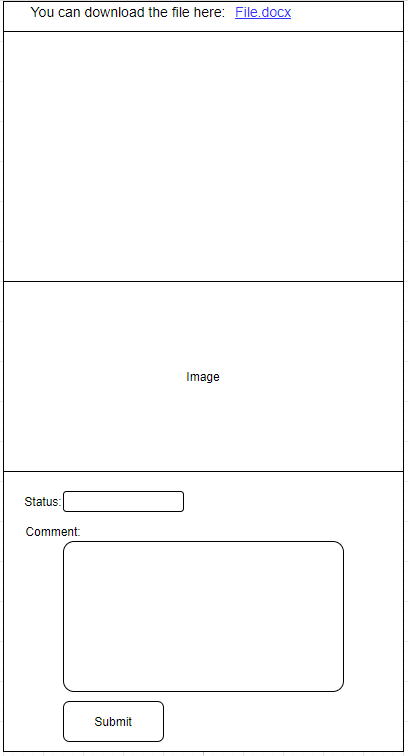 You can download the file here: File.docx
Image
Status:
Comment:
Submit